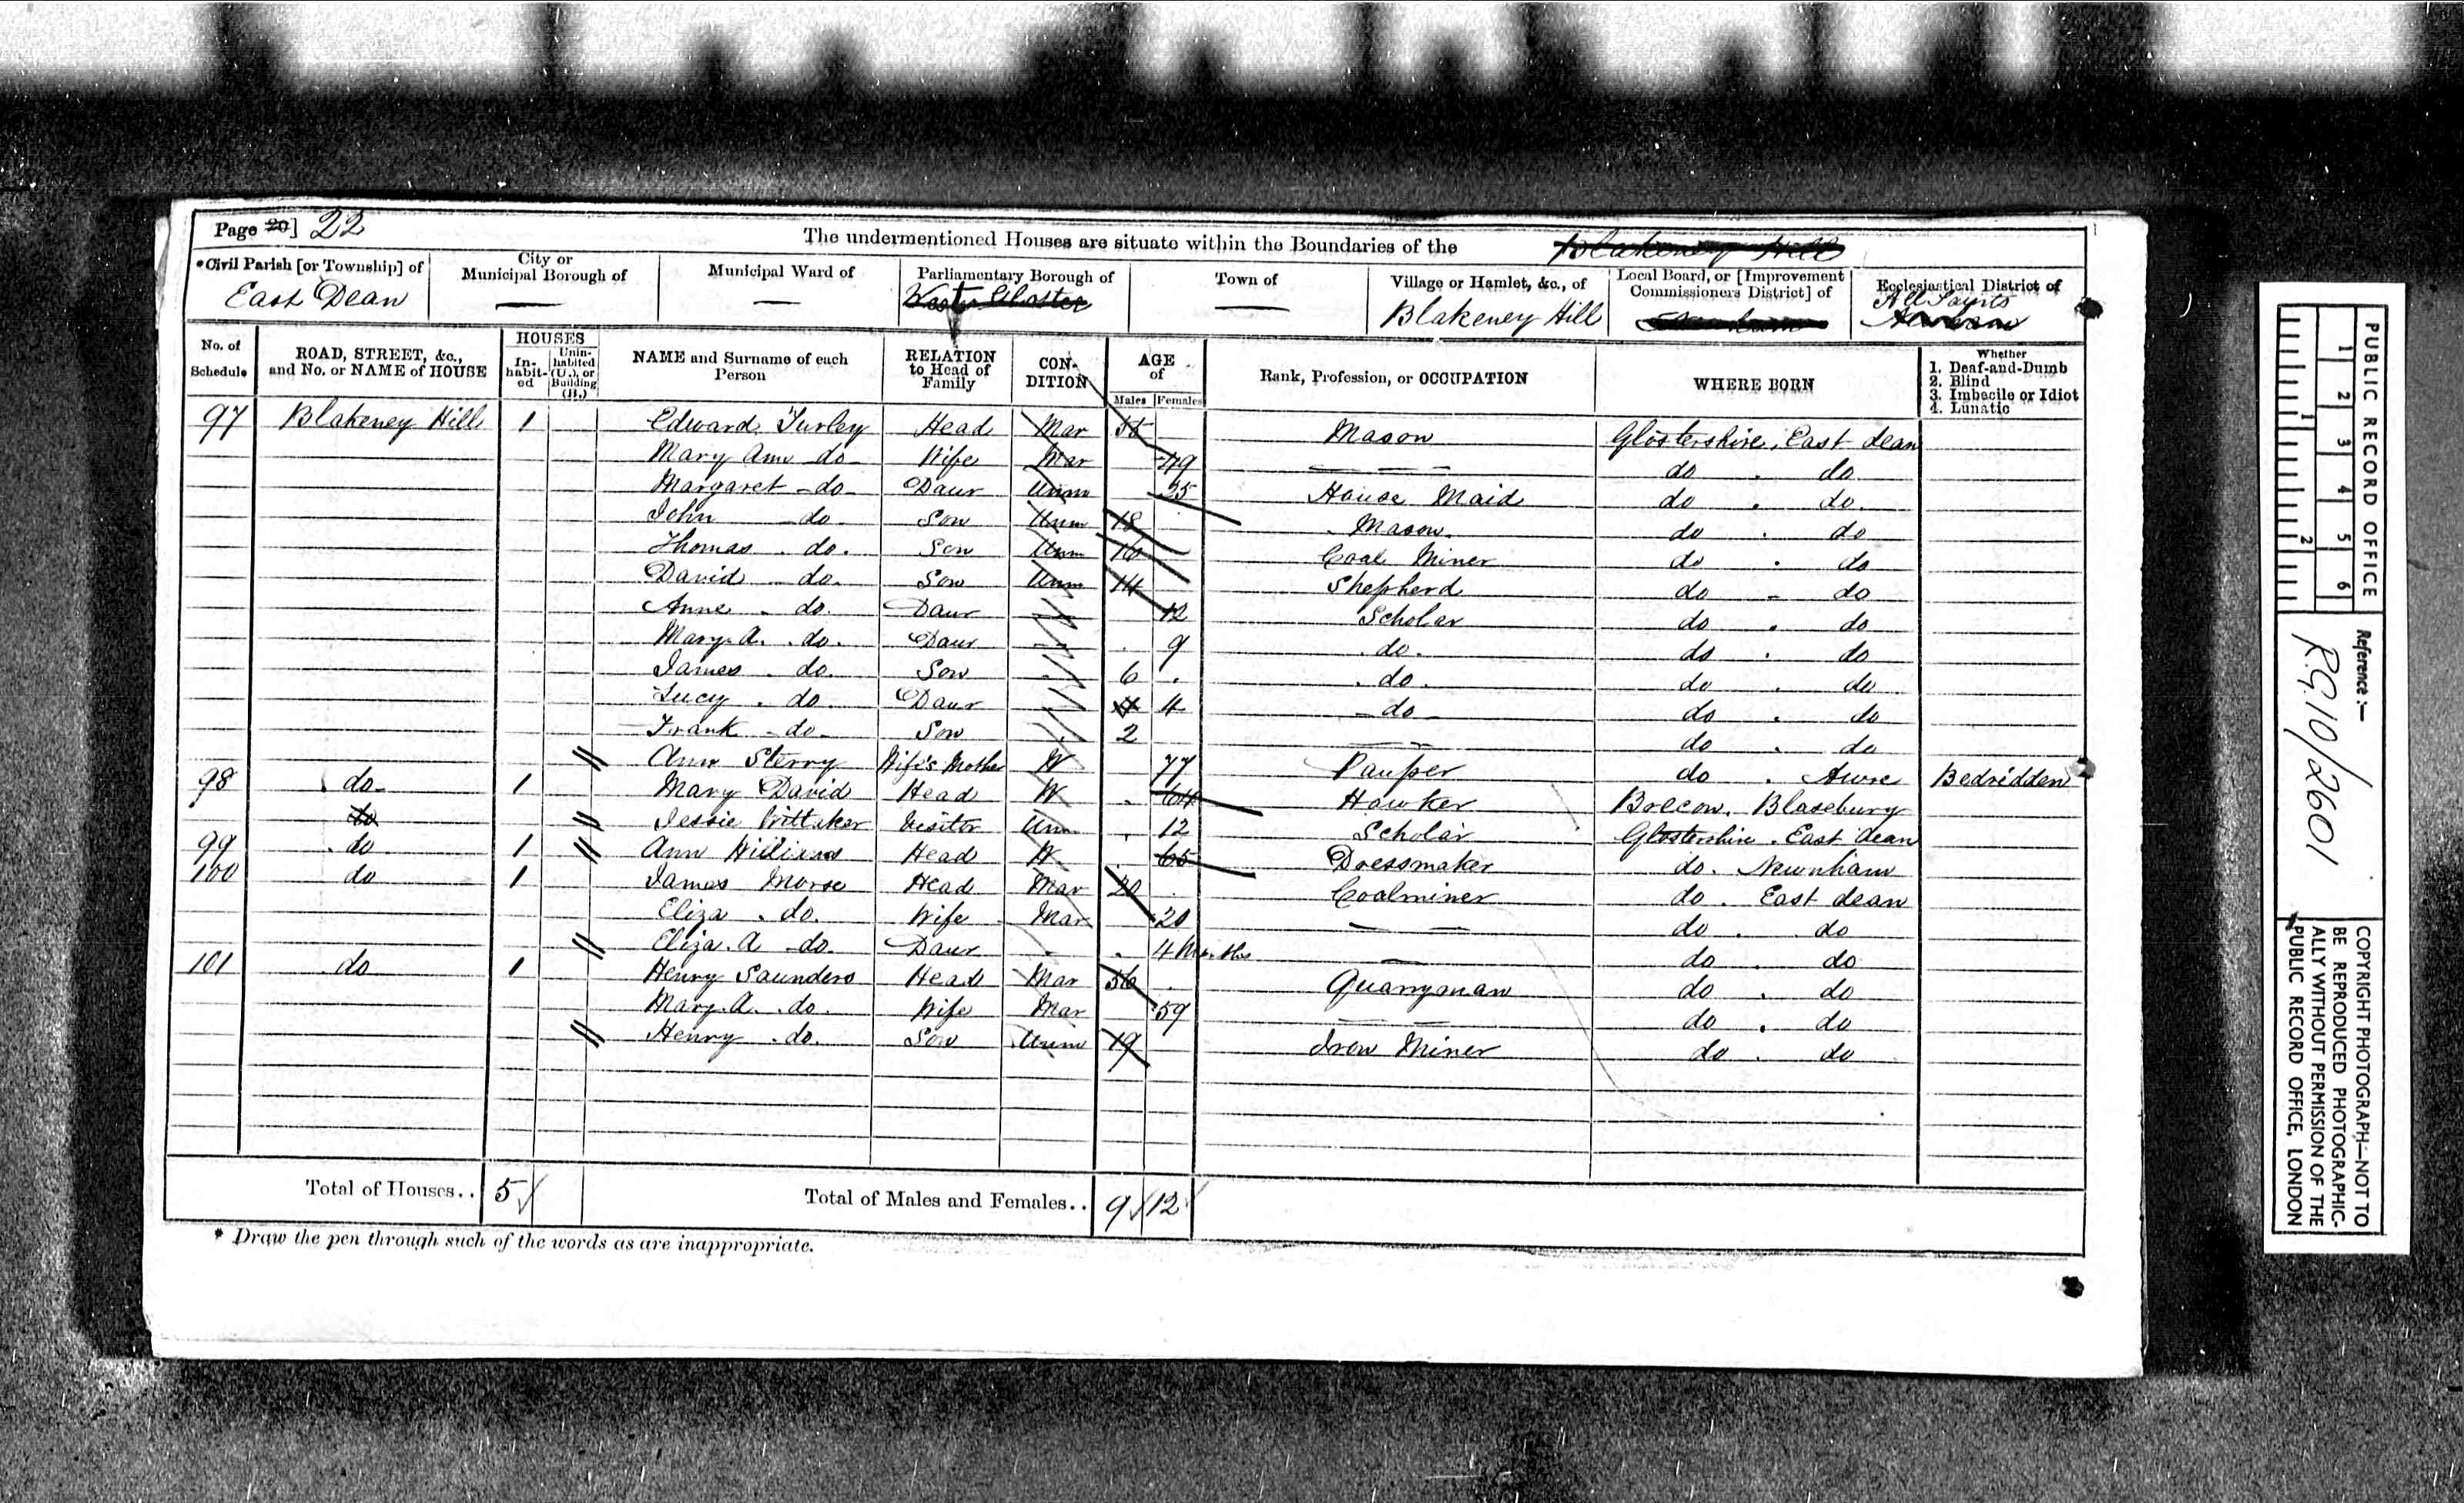 Page 20] 22
The undermentioned Houses are situate within the Boundaries of the Blakeney Hill
*Civil Parish [or Township] of East Dean
City or Municipal Borough of —
Municipal Ward of —
Parliamentary Borough of West Gloster
Town of —
Village or Hamlet, &c., of Blakeney Hill
Local Board, or [Improvement Commissioners District] of
Ecclesiastical District of All Saints
No. of Schedule
ROAD, STREET, &c., and No. or NAME of HOUSE
HOUSES
In-habit-ed
Unin-habited (U.), or Building (B.)
NAME and Surname of each Person
RELATION to Head of Family
CON-DITION
AGE of
Males Females
Rank, Profession, or OCCUPATION
WHERE BORN
Whether
1. Deaf-and-Dumb
2. Blind
3. Imbecile or Idiot
4. Lunatic
97 Blakeney Hill 1 Edward Turley Head Mar Mason Glostershire, East dean
Mary Ann do Wife Mar 49 — — — do . do
Margaret do Daur Unm 25 House Maid do . do
John do Son Unm 18 Mason do . do
Thomas do Son Unm 16 Coal Miner do . do
David do Son Unm 14 Shepherd do . do
Anne do Daur — 12 Scholar do . do
Mary A. do Daur — 9 do do . do
James do Son 6 do do . do
Lucy do Daur — 4 4 do do . do
Frank do Son 2 — — do . do
Ann Sterry Wife's Mother W 77 Pauper do . Awre Bedridden
98 do 1 Mary David Head W 64 Hawker Brecon. Blasebury
do Jessie Wittaker Visitor Unm 12 Scholar Glostershire . East dean
99 do 1 Ann Williams Head W 65 Dressmaker do . Newnham
100 do 1 James Morse Head Mar 20 Coalminer do . East dean
Eliza do Wife Mar 20 — — do . do
Eliza. A do Daur 4 Months — do . do
101 do 1 Henry Saunders Head Mar 56 Quarryman do . do
Mary. A. do Wife Mar 59 — — do . do
Henry do Son Unm 19 Iron Miner do . do
Total of Houses.. 5
Total of Males and Females.. 9 12
* Draw the pen through such of the words as are inappropriate.
PUBLIC RECORD OFFICE
1 2 3 4 5 6
1 2
Reference :—
R.G. 10/2601
COPYRIGHT PHOTOGRAPH—NOT TO
BE REPRODUCED PHOTOGRAPHIC-
ALLY WITHOUT PERMISSION OF THE
PUBLIC RECORD OFFICE, LONDON